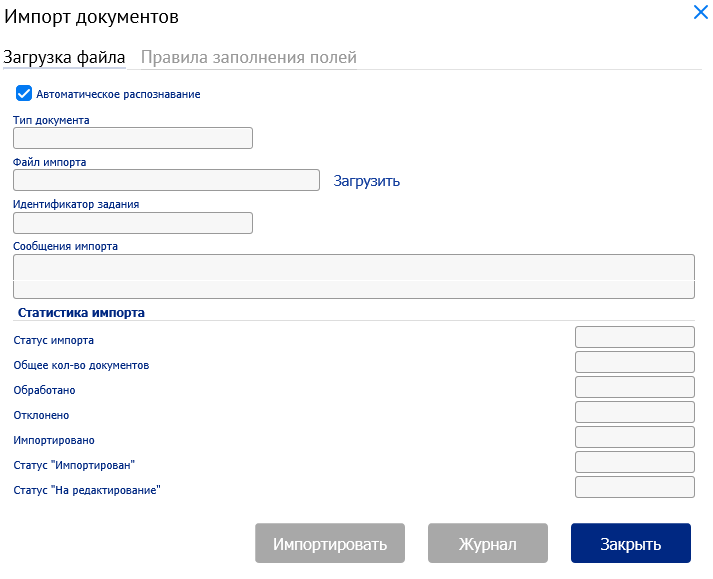 Импорт документов
Загрузка файла Правила заполнения полей
Автоматическое распознавание
Тип документа
Файл импорта
Загрузить
Идентификатор задания
Сообщения импорта
Статистика импорта
Статус импорта
Общее кол-во документов
Обработано
Отклонено
Импортировано
Статус "Импортирован"
Статус "На редактирование"
Импортировать Журнал Закрыть